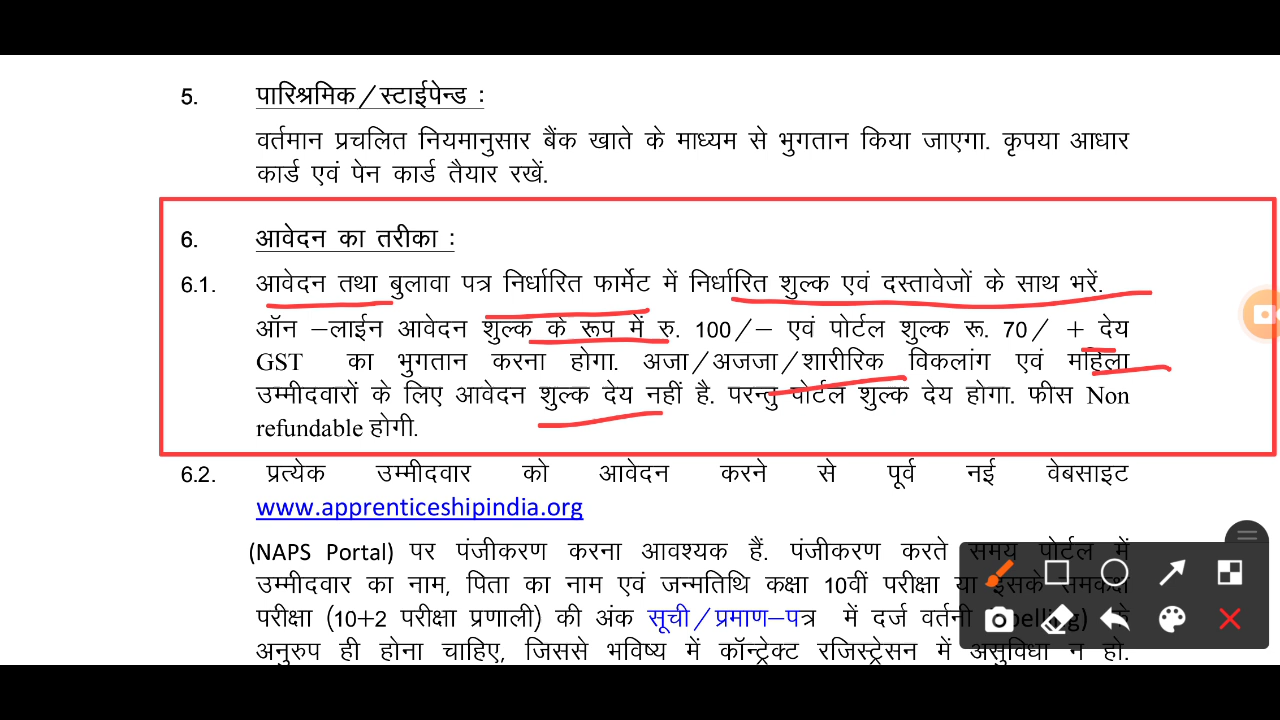 5. पारिश्रमिक/स्टाईपेन्ड :
वर्तमान प्रचलित नियमानुसार बैंक खाते के माध्यम से भुगतान किया जाएगा. कृपया आधार
कार्ड एवं पेन कार्ड तैयार रखें.
6. आवेदन का तरीका :
6.1. आवेदन तथा बुलावा पत्र निर्धारित फार्मेट में निर्धारित शुल्क एवं दस्तावेजों के साथ भरें.
ऑन –लाईन आवेदन शुल्क के रूप में रु. 100/– एवं पोर्टल शुल्क रू. 70/ + देय
GST का भुगतान करना होगा. अजा/अजजा/शारीरिक विकलांग एवं महिला
उम्मीदवारों के लिए आवेदन शुल्क देय नहीं है. परन्तु पोर्टल शुल्क देय होगा. फीस Non
refundable होगी.
6.2. प्रत्येक उम्मीदवार को आवेदन करने से पूर्व नई वेबसाइट
www.apprenticeshipindia.org
(NAPS Portal) पर पंजीकरण करना आवश्यक हैं. पंजीकरण करते समय पोर्टल में
उम्मीदवार का नाम, पिता का नाम एवं जन्मतिथि कक्षा 10वीं परीक्षा या इसके समकक्ष
परीक्षा (10+2 परीक्षा प्रणाली) की अंक सूची/प्रमाण–पत्र में दर्ज वर्तनी
अनुरुप ही होना चाहिए, जिससे भविष्य में कॉन्ट्रेक्ट रजिस्ट्रेसन में असुविधा न हो.